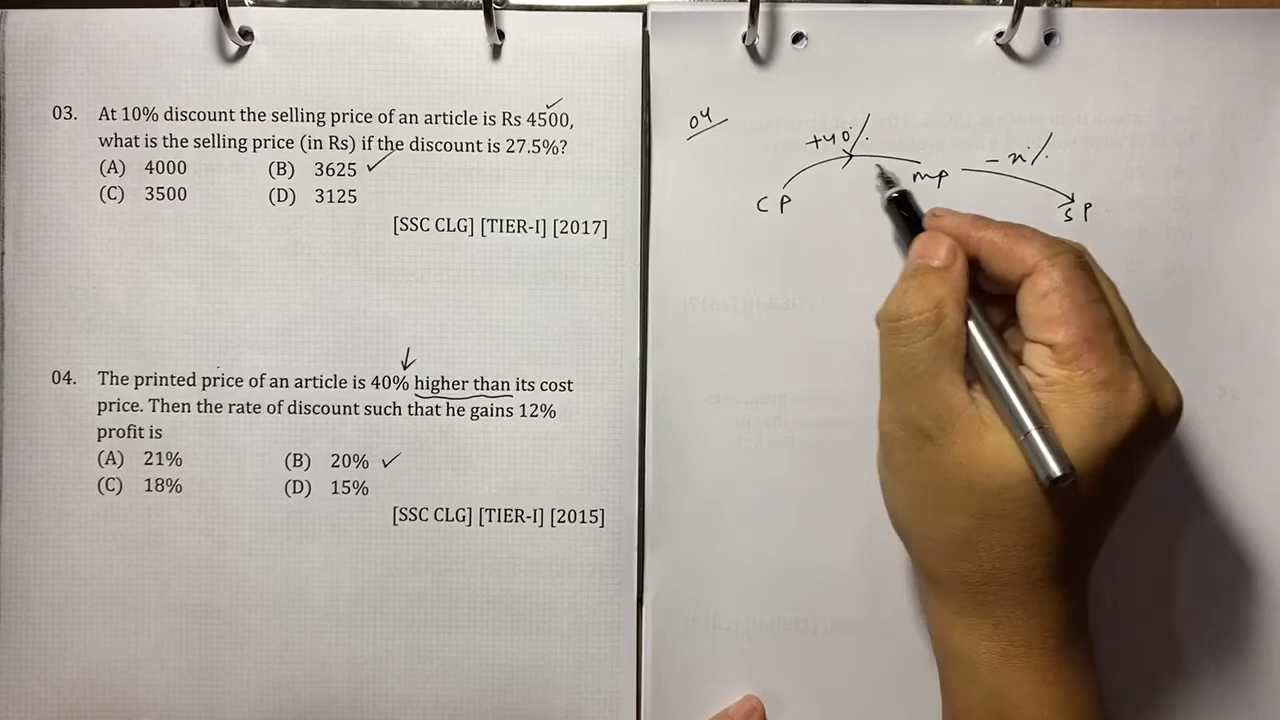 03. At 10% discount the selling price of an article is Rs 4500,
what is the selling price (in Rs) if the discount is 27.5%?
(A) 4000 (B) 3625
(C) 3500 (D) 3125
[SSC CLG] [TIER-I] [2017]
04. The printed price of an article is 40% higher than its cost
price. Then the rate of discount such that he gains 12%
profit is
(A) 21% (B) 20%
(C) 18% (D) 15%
[SSC CLG] [TIER-I] [2015]
04
+40% -x%
CP MP SP